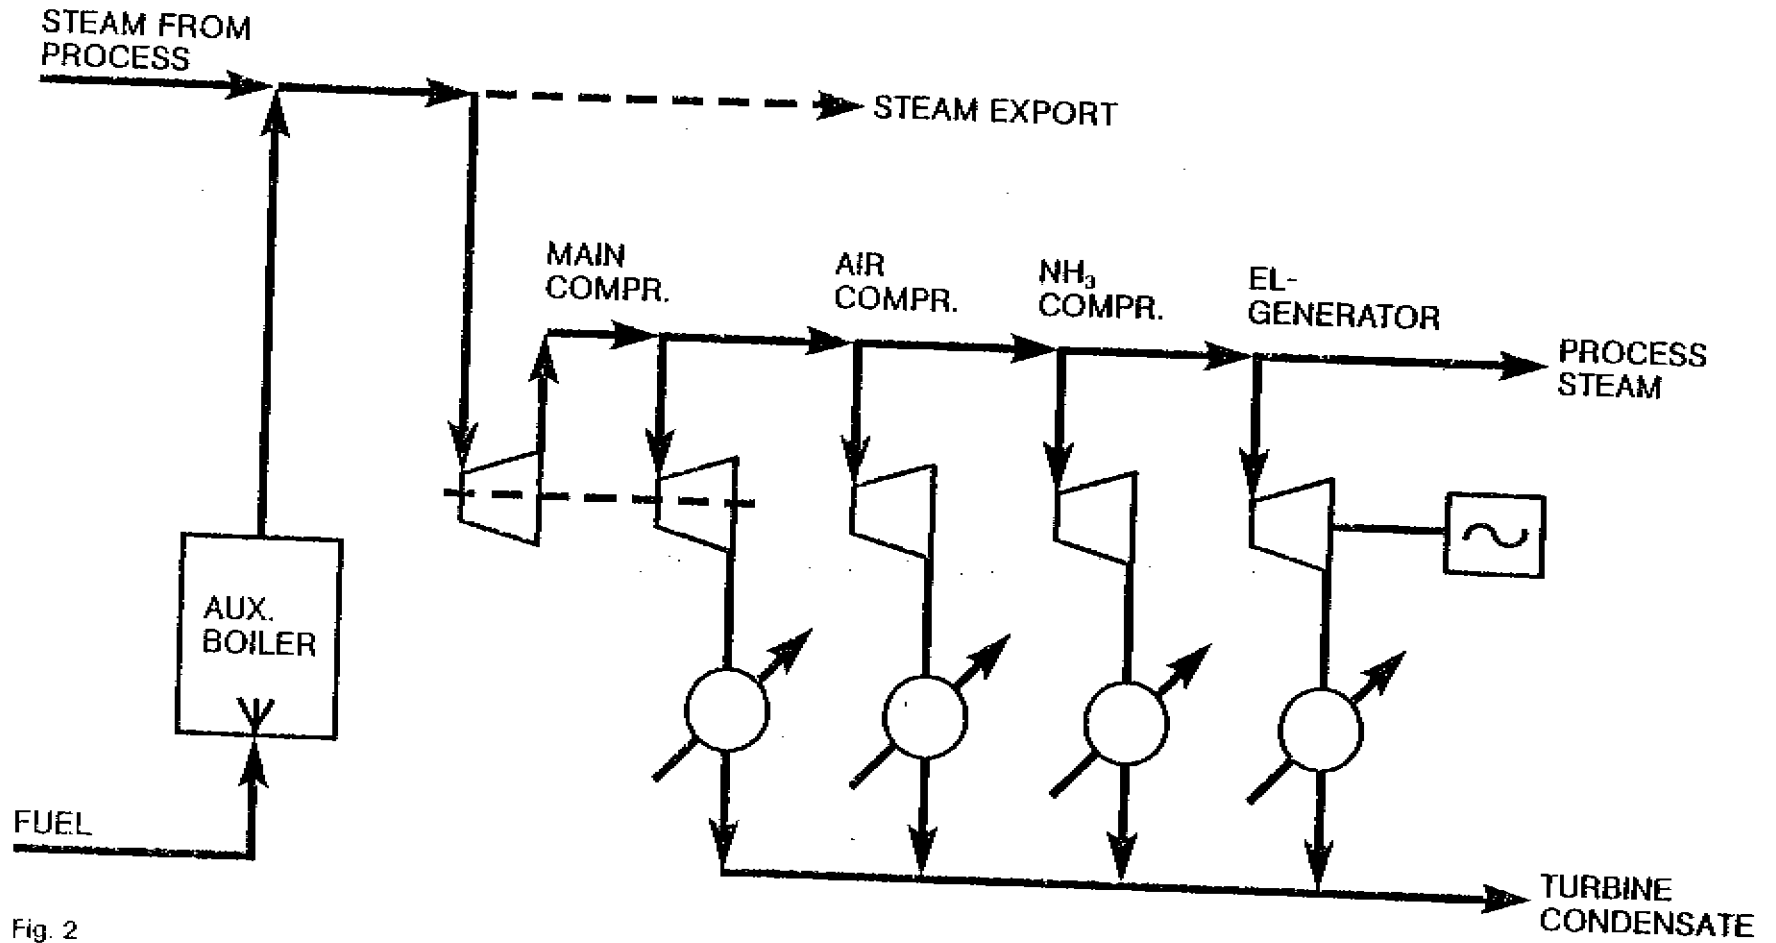 STEAM FROM
PROCESS
STEAM EXPORT
MAIN
COMPR.
AIR
COMPR.
NH₃
COMPR.
EL-
GENERATOR
PROCESS
STEAM
AUX.
BOILER
FUEL
TURBINE
CONDENSATE
Fig. 2